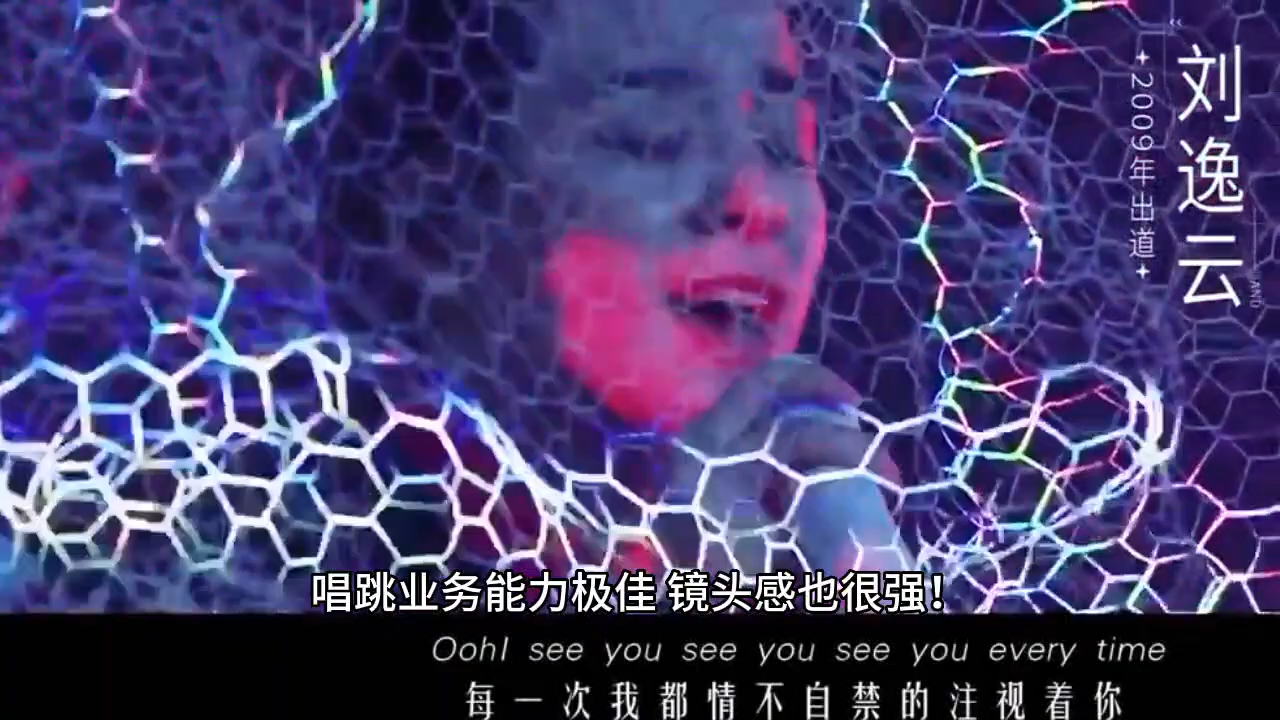 刘逸云
✦2009年出道✦
唱跳业务能力极佳 镜头感也很强！
OohI see you see you see you every time
每一次我都情不自禁的注视着你